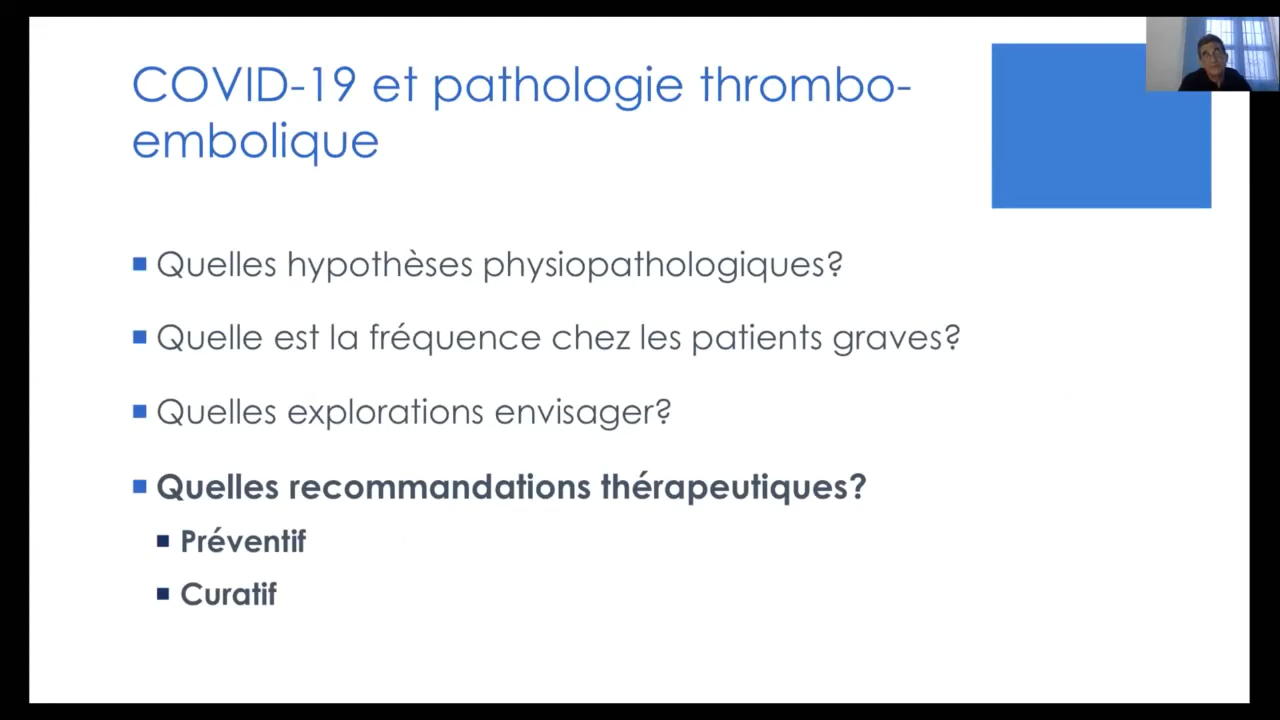 COVID-19 et pathologie thrombo-
embolique
Quelles hypothèses physiopathologiques?
Quelle est la fréquence chez les patients graves?
Quelles explorations envisager?
Quelles recommandations thérapeutiques?
Préventif
Curatif